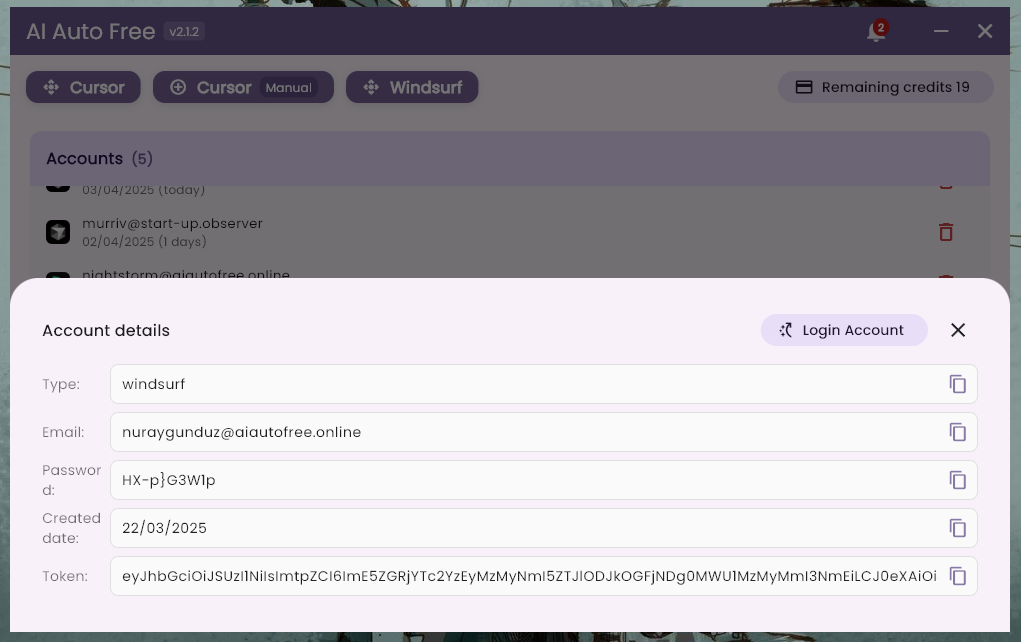 AI Auto Free v2.1.2
2
Cursor
Cursor Manual
Windsurf
Remaining credits 19
Accounts (5)
03/04/2025 (today)
murriv@start-up.observer
02/04/2025 (1 days)
nightstorm@aiautofree.online
Account details
Login Account
Type: windsurf
Email: nuraygunduz@aiautofree.online
Passwor
d: HX-p}G3W1p
Created
date: 22/03/2025
Token: eyJhbGciOiJSUzI1NiIsImtpZCI6ImE5ZGRjYTc2YzEyMzMyNmI5ZTJlODJkOGFjNDg0MWU1MzMyMmI3NmEiLCJ0eXAiOi